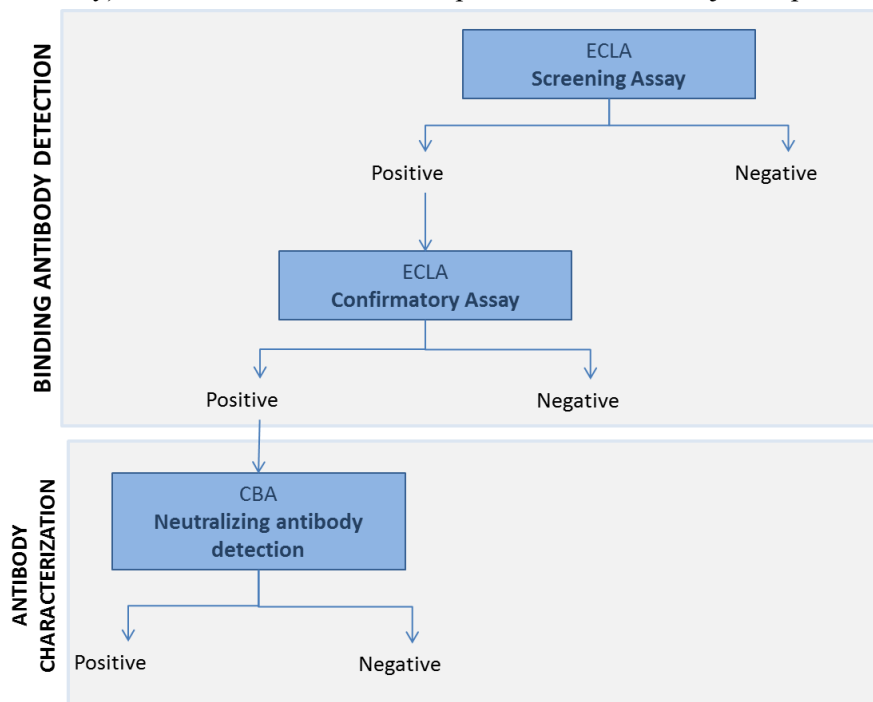 BINDING ANTIBODY DETECTION
ECLA
Screening Assay
Positive
Negative
ECLA
Confirmatory Assay
Positive
Negative
ANTIBODY
CHARACTERIZATION
CBA
Neutralizing antibody
detection
Positive
Negative